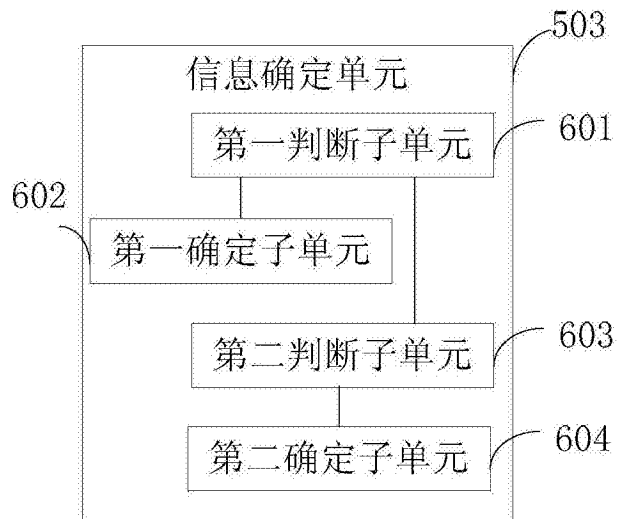 503
信息确定单元
第一判断子单元
601
602
第一确定子单元
第二判断子单元
603
第二确定子单元
604